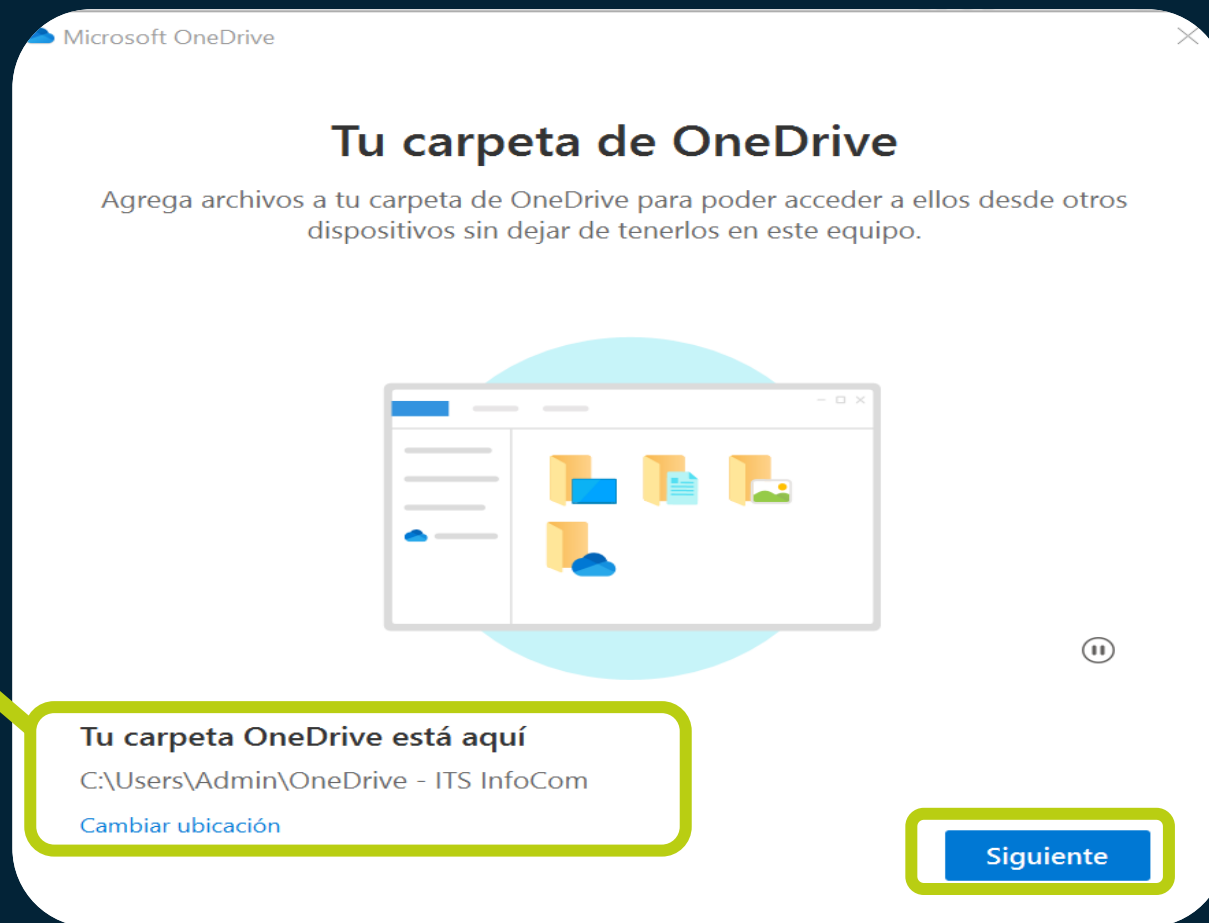 Microsoft OneDrive
Tu carpeta de OneDrive
Agrega archivos a tu carpeta de OneDrive para poder acceder a ellos desde otros
dispositivos sin dejar de tenerlos en este equipo.
Tu carpeta OneDrive está aquí
C:\Users\Admin\OneDrive - ITS InfoCom
Cambiar ubicación
Siguiente